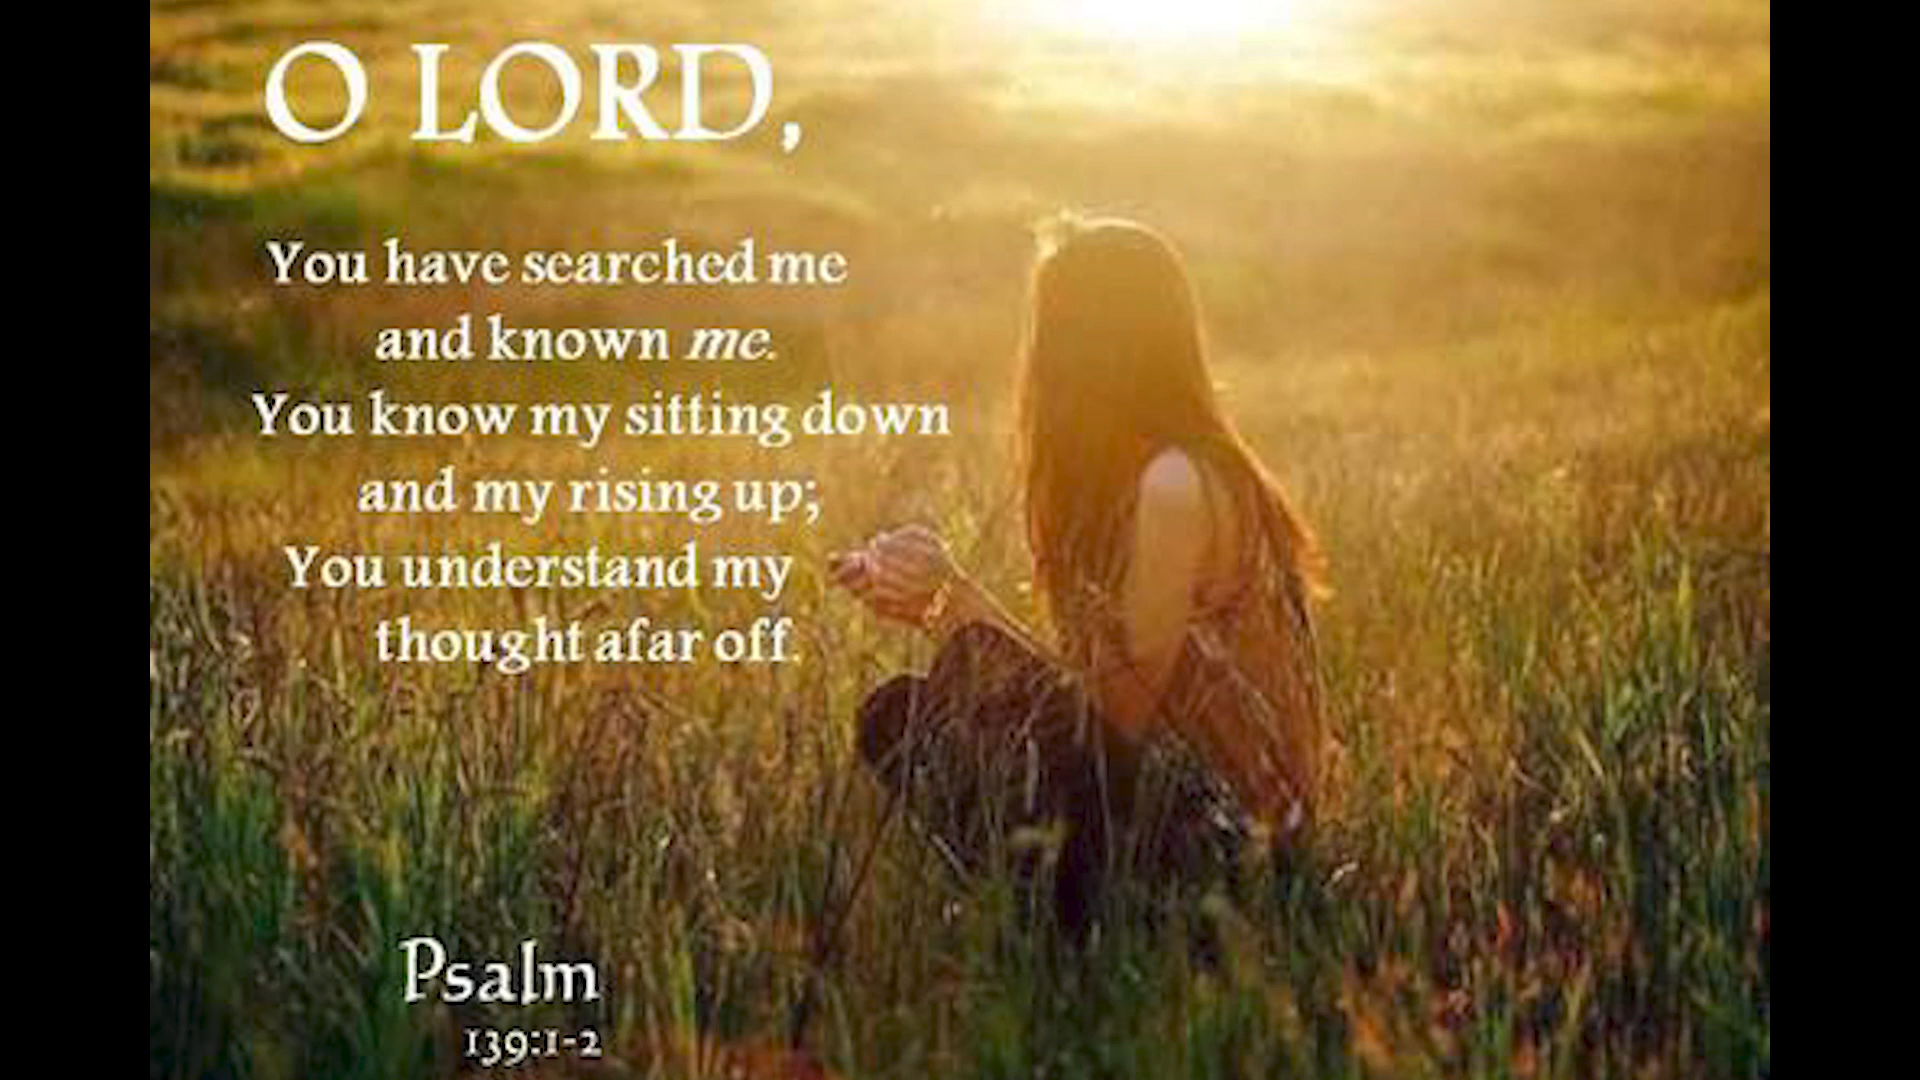 O LORD,
You have searched me
and known me.
You know my sitting down
and my rising up;
You understand my
thought afar off.
Psalm
139:1-2